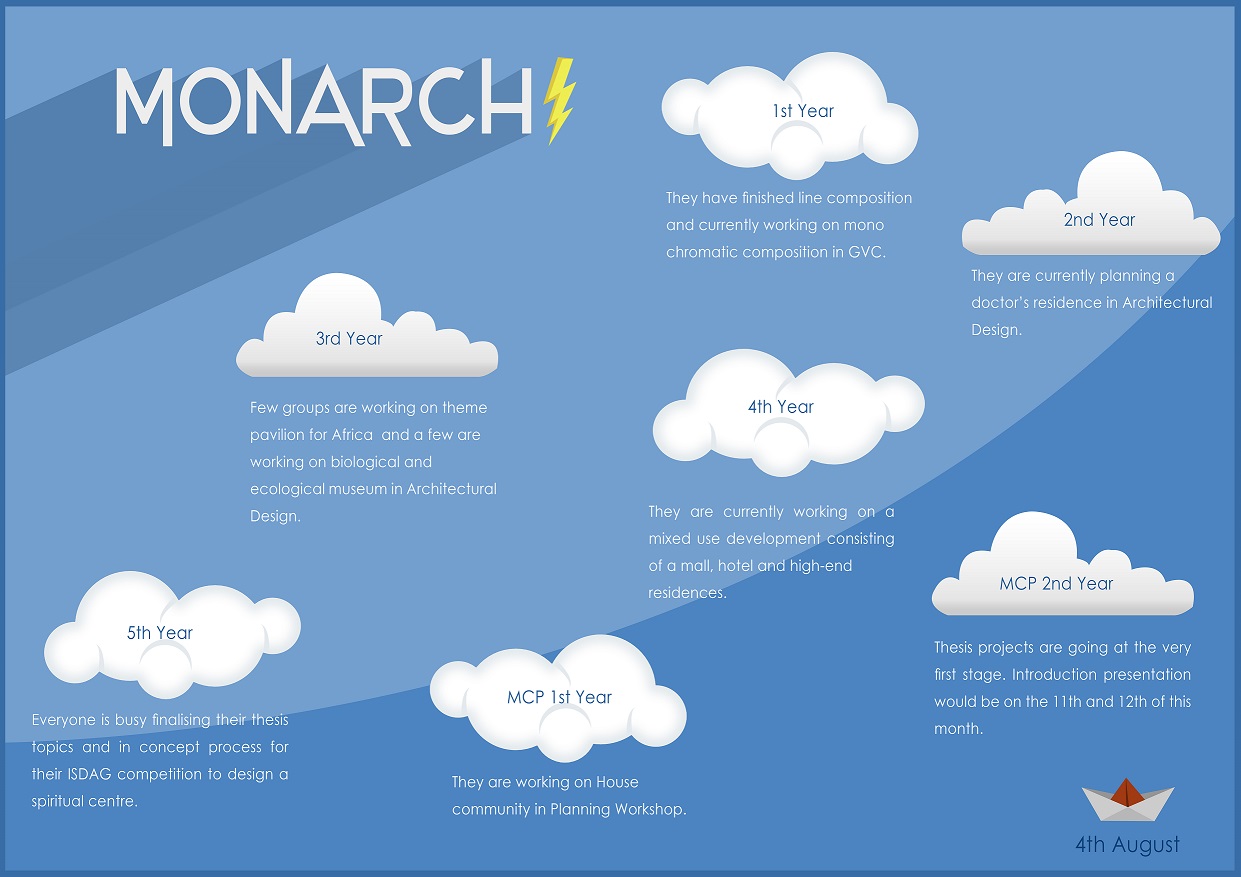 MONARCH
1st Year
They have finished line composition
and currently working on mono
chromatic composition in GVC.
2nd Year
They are currently planning a
doctor's residence in Architectural
Design.
3rd Year
Few groups are working on theme
pavilion for Africa and a few are
working on biological and
ecological museum in Architectural
Design.
4th Year
They are currently working on a
mixed use development consisting
of a mall, hotel and high-end
residences.
5th Year
Everyone is busy finalising their thesis
topics and in concept process for
their ISDAG competition to design a
spiritual centre.
MCP 1st Year
They are working on House
community in Planning Workshop.
MCP 2nd Year
Thesis projects are going at the very
first stage. Introduction presentation
would be on the 11th and 12th of this
month.
4th August